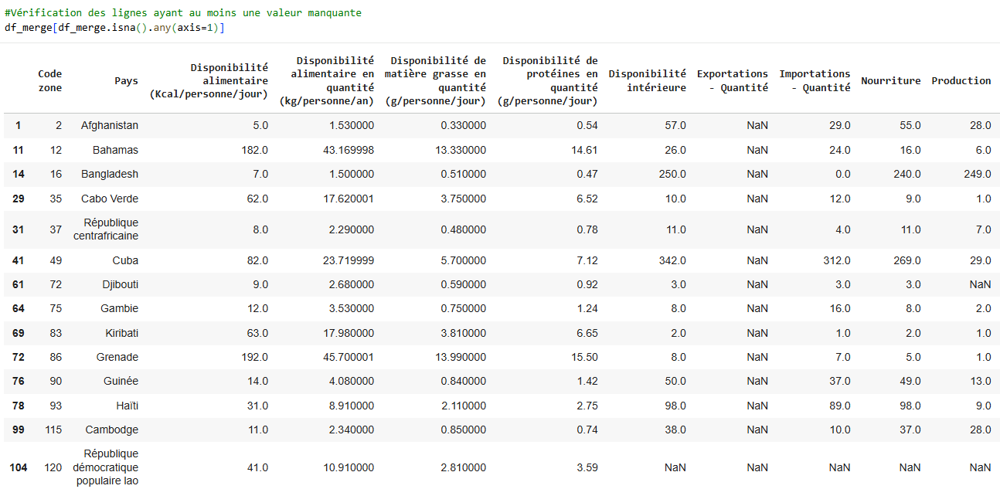 #Vérification des lignes ayant au moins une valeur manquante
df_merge[df_merge.isna().any(axis=1)]
Code zone Pays Disponibilité alimentaire (Kcal/personne/jour) Disponibilité alimentaire en quantité (kg/personne/an) Disponibilité de matière grasse en quantité (g/personne/jour) Disponibilité de protéines en quantité (g/personne/jour) Disponibilité intérieure Exportations - Quantité Importations - Quantité Nourriture Production
1 2 Afghanistan 5.0 1.530000 0.330000 0.54 57.0 NaN 29.0 55.0 28.0
11 12 Bahamas 182.0 43.169998 13.330000 14.61 26.0 NaN 24.0 16.0 6.0
14 16 Bangladesh 7.0 1.500000 0.510000 0.47 250.0 NaN 0.0 240.0 249.0
29 35 Cabo Verde 62.0 17.620001 3.750000 6.52 10.0 NaN 12.0 9.0 1.0
31 37 République centrafricaine 8.0 2.290000 0.480000 0.78 11.0 NaN 4.0 11.0 7.0
41 49 Cuba 82.0 23.719999 5.700000 7.12 342.0 NaN 312.0 269.0 29.0
61 72 Djibouti 9.0 2.680000 0.590000 0.92 3.0 NaN 3.0 3.0 NaN
64 75 Gambie 12.0 3.530000 0.750000 1.24 8.0 NaN 16.0 8.0 2.0
69 83 Kiribati 63.0 17.980000 3.810000 6.65 2.0 NaN 1.0 2.0 1.0
72 86 Grenade 192.0 45.700001 13.990000 15.50 8.0 NaN 7.0 5.0 1.0
76 90 Guinée 14.0 4.080000 0.840000 1.42 50.0 NaN 37.0 49.0 13.0
78 93 Haïti 31.0 8.910000 2.110000 2.75 98.0 NaN 89.0 98.0 9.0
99 115 Cambodge 11.0 2.340000 0.850000 0.74 38.0 NaN 10.0 37.0 28.0
104 120 République démocratique populaire lao 41.0 10.910000 2.810000 3.59 NaN NaN NaN NaN NaN